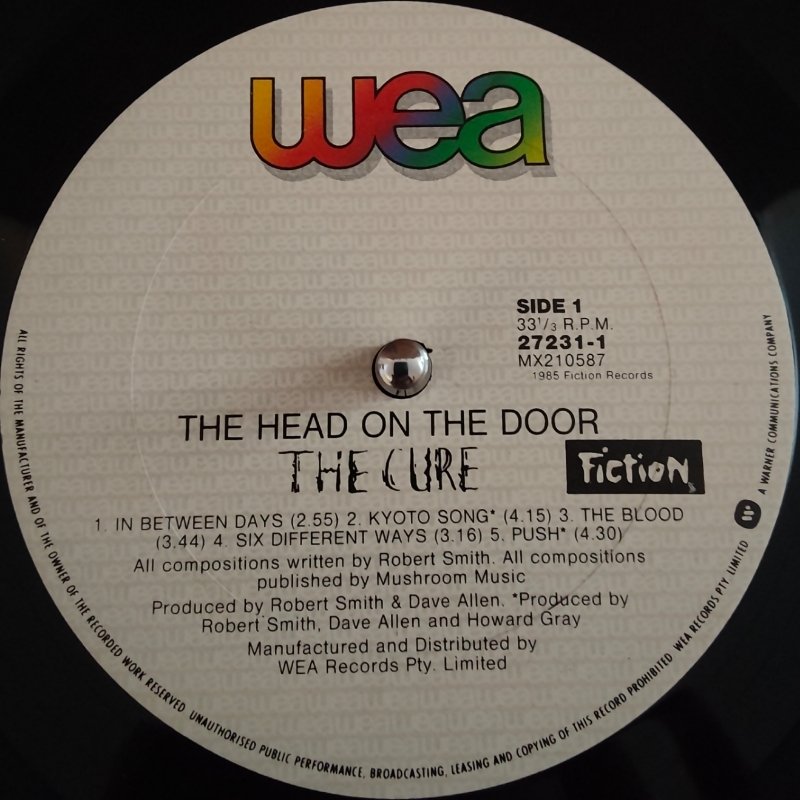 wea
SIDE 1
33 1/3 R.P.M.
27231-1
MX210587
1985 Fiction Records
THE HEAD ON THE DOOR
THE CURE
Fiction
1. IN BETWEEN DAYS (2.55) 2. KYOTO SONG* (4.15) 3. THE BLOOD
(3.44) 4. SIX DIFFERENT WAYS (3.16) 5. PUSH* (4.30)
All compositions written by Robert Smith. All compositions
published by Mushroom Music
Produced by Robert Smith & Dave Allen. *Produced by
Robert Smith, Dave Allen and Howard Gray
Manufactured and Distributed by
WEA Records Pty. Limited
ALL RIGHTS OF THE MANUFACTURER AND OF THE OWNER OF THE RECORDED WORK RESERVED UNAUTHORISED PUBLIC PERFORMANCE, BROADCASTING, LEASING AND COPYING OF THIS RECORD PROHIBITED WEA RECORDS PTY. LIMITED A WARNER COMMUNICATIONS COMPANY